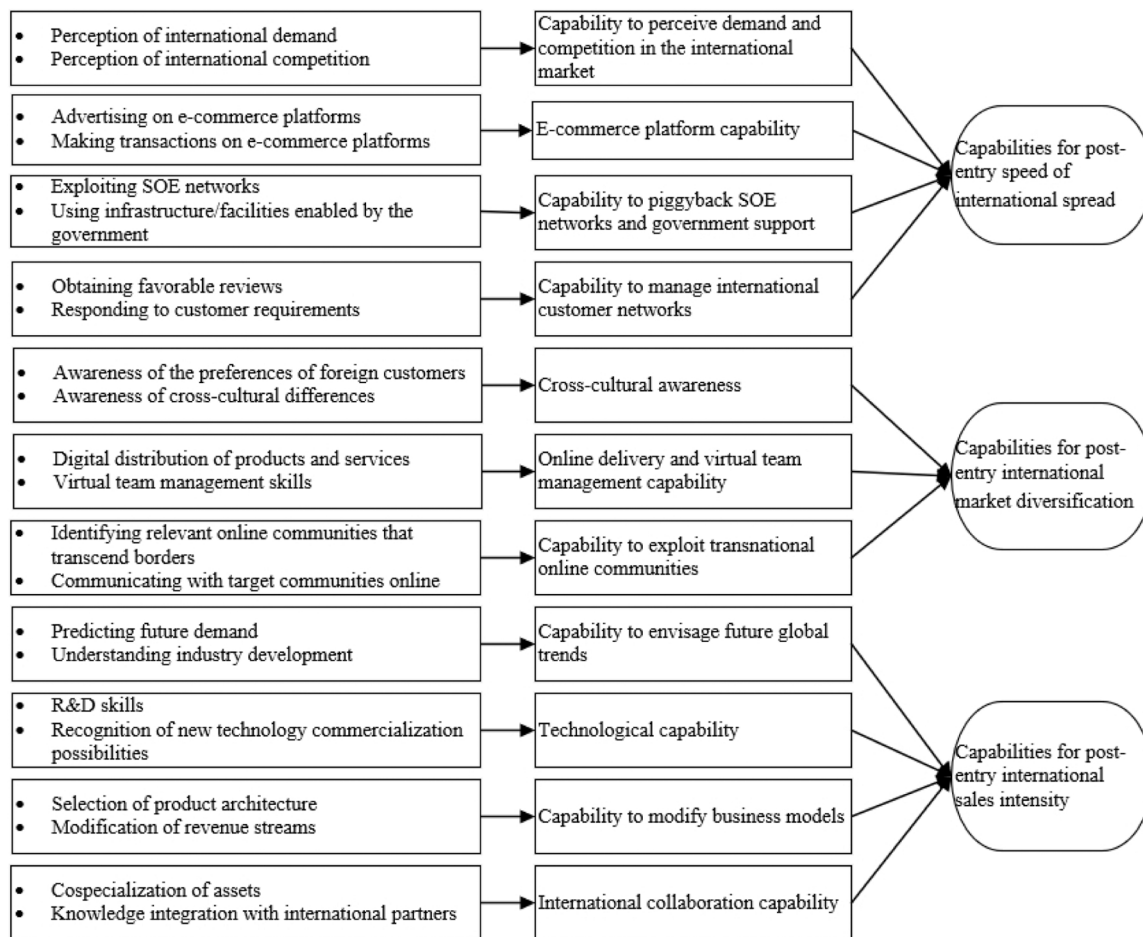 • Perception of international demand
• Perception of international competition
Capability to perceive demand and
competition in the international
market
• Advertising on e-commerce platforms
• Making transactions on e-commerce platforms
E-commerce platform capability
• Exploiting SOE networks
• Using infrastructure/facilities enabled by the
government
Capability to piggyback SOE
networks and government support
• Obtaining favorable reviews
• Responding to customer requirements
Capability to manage international
customer networks
Capabilities for post-
entry speed of
international spread
• Awareness of the preferences of foreign customers
• Awareness of cross-cultural differences
Cross-cultural awareness
• Digital distribution of products and services
• Virtual team management skills
Online delivery and virtual team
management capability
• Identifying relevant online communities that
transcend borders
• Communicating with target communities online
Capability to exploit transnational
online communities
Capabilities for post-
entry international
market diversification
• Predicting future demand
• Understanding industry development
Capability to envisage future global
trends
• R&D skills
• Recognition of new technology commercialization
possibilities
Technological capability
• Selection of product architecture
• Modification of revenue streams
Capability to modify business models
• Cospecialization of assets
• Knowledge integration with international partners
International collaboration capability
Capabilities for post-
entry international
sales intensity